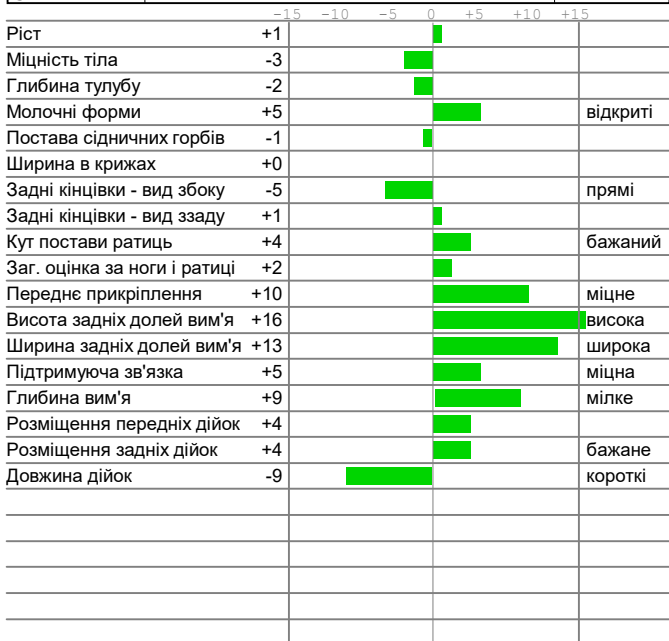 -15 -10 -5 0 +5 +10 +15
Ріст +1
Міцність тіла -3
Глибина тулубу -2
Молочні форми +5 відкриті
Постава сідничних горбів -1
Ширина в крижах +0
Задні кінцівки - вид збоку -5 прямі
Задні кінцівки - вид ззаду +1
Кут постави ратиць +4 бажаний
Заг. оцінка за ноги і ратиці +2
Переднє прикріплення +10 міцне
Висота задніх долей вим'я +16 висока
Ширина задніх долей вим'я +13 широка
Підтримуюча зв'язка +5 міцна
Глибина вим'я +9 мілке
Розміщення передніх дійок +4
Розміщення задніх дійок +4 бажане
Довжина дійок -9 короткі